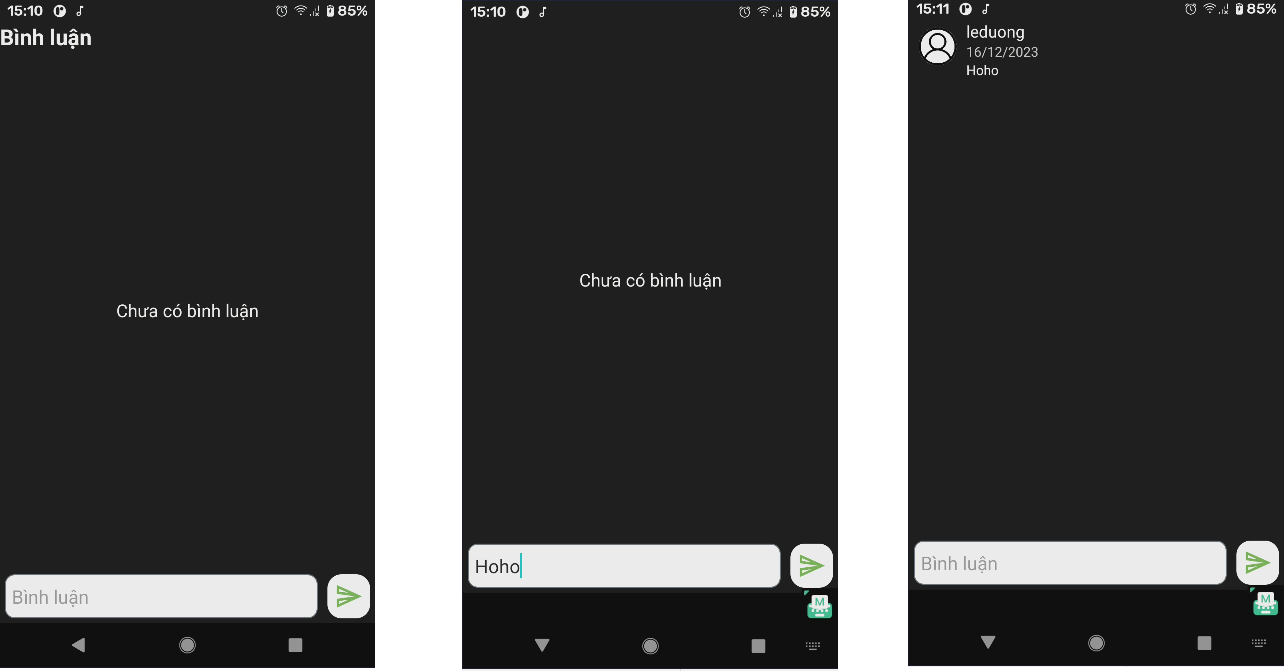 15:10
85%
Bình luận
Chưa có bình luận
Bình luận
15:10
85%
Chưa có bình luận
Hoho
M
15:11
85%
leduong
16/12/2023
Hoho
Bình luận
M